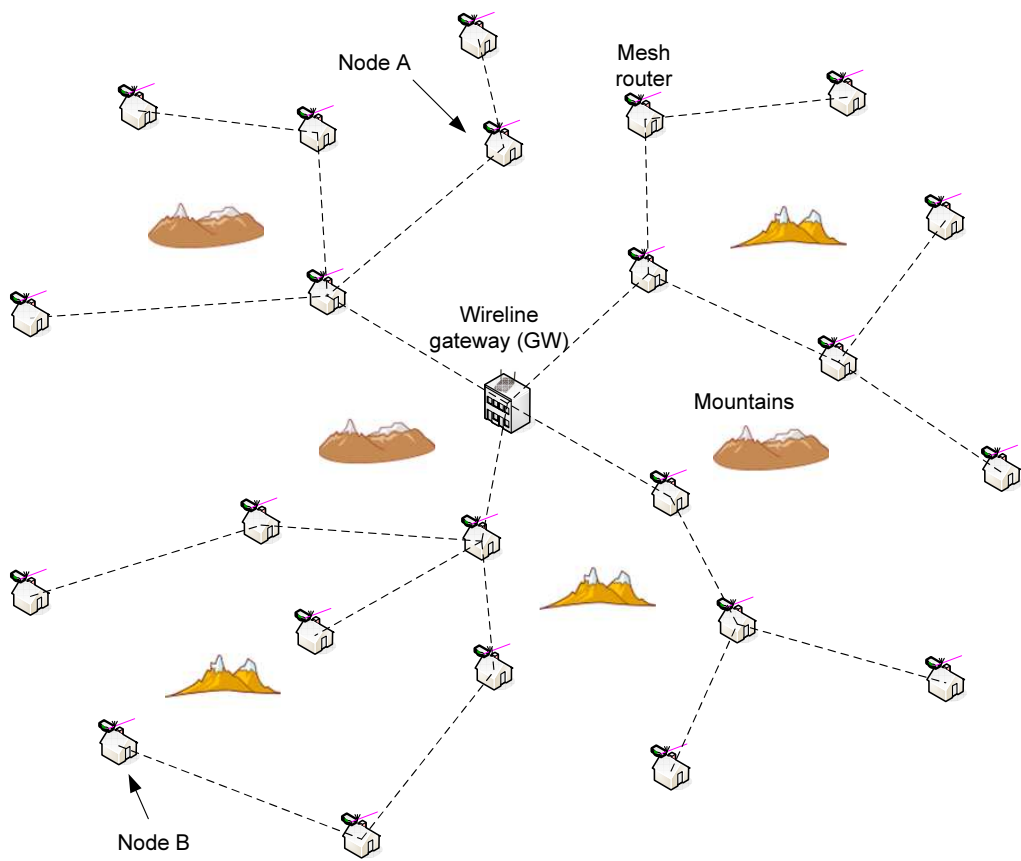 Node A
Mesh
router
Wireline
gateway (GW)
Mountains
Node B